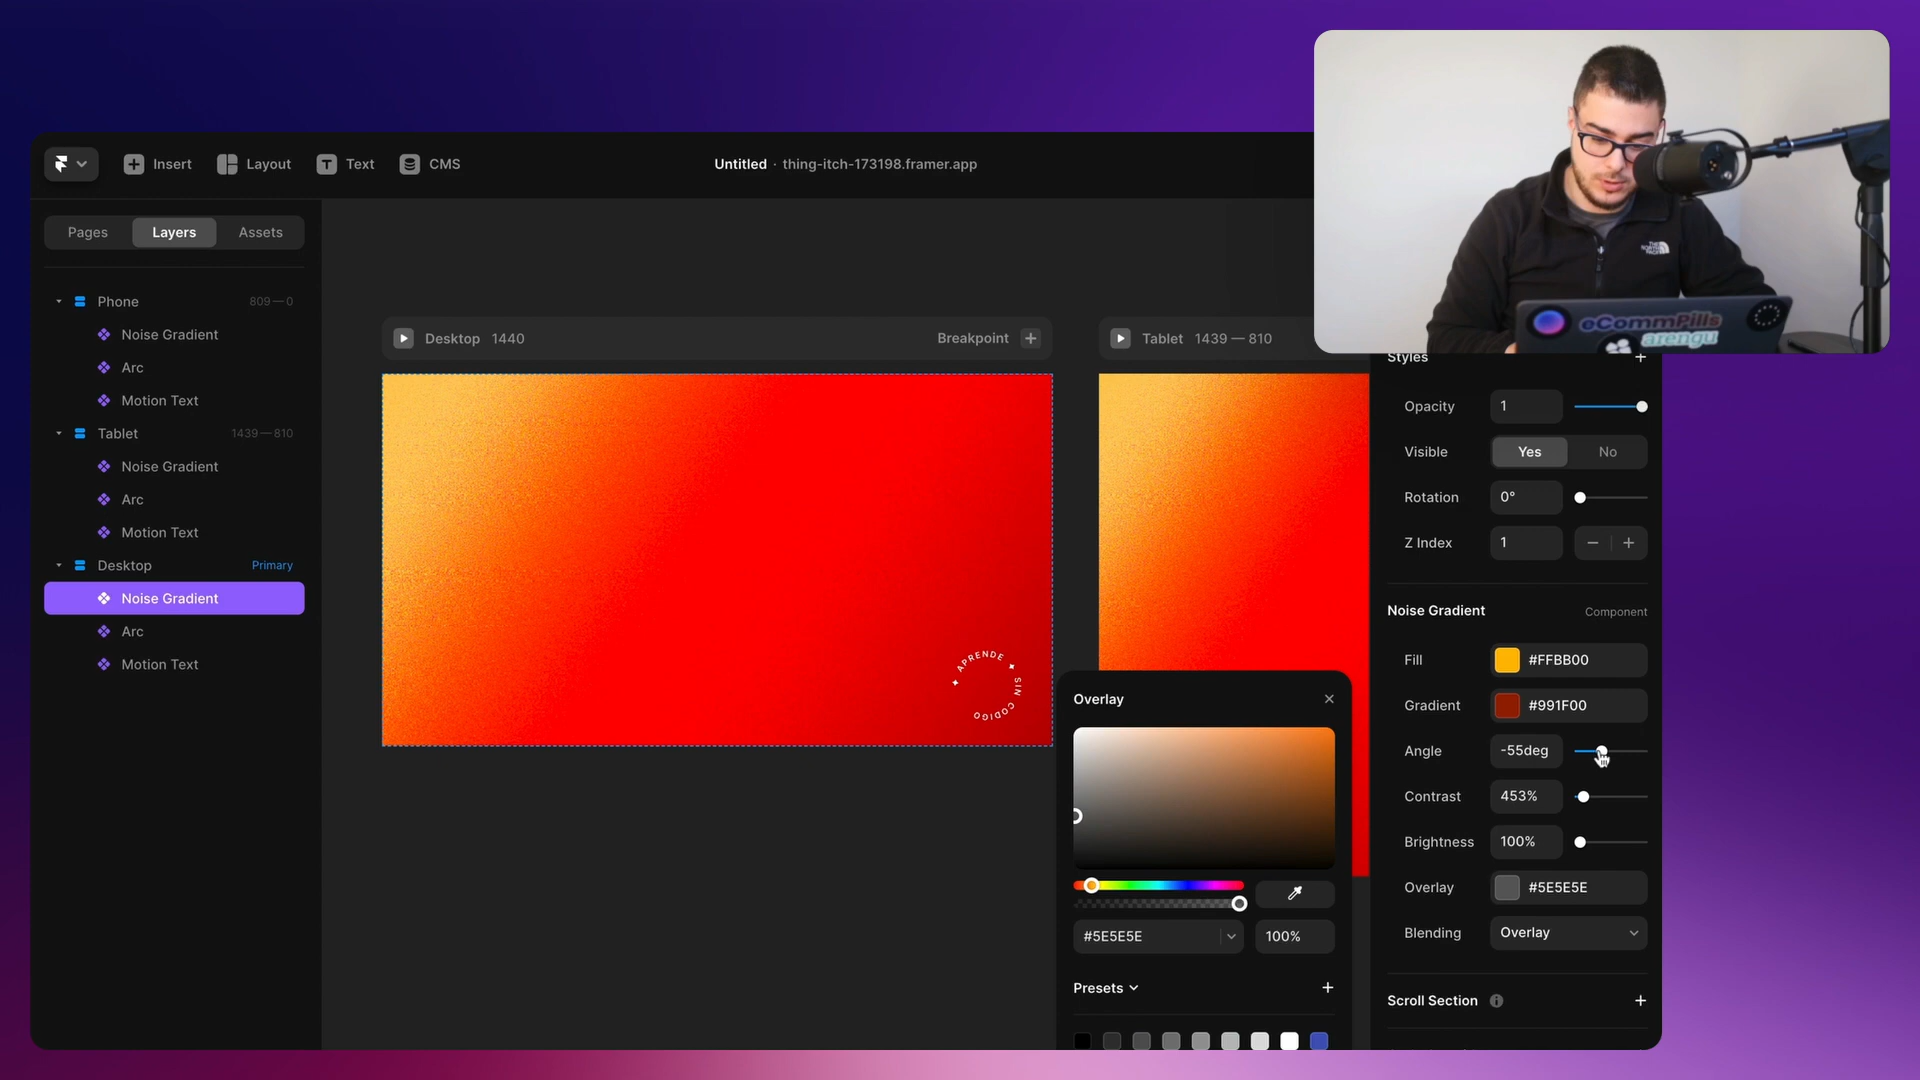 Insert
Layout
Text
CMS
Untitled · thing-itch-173198.framer.app
Pages
Layers
Assets
Phone
809 — 0
Noise Gradient
Arc
Motion Text
Tablet
1439 — 810
Noise Gradient
Arc
Motion Text
Desktop
Primary
Noise Gradient
Arc
Motion Text
Desktop 1440
Breakpoint
Tablet 1439 — 810
APRENDE ✦ SIN CODIGO ✦
THE NORTH FACE
eCommPills
arengu
Styles
Opacity
1
Visible
Yes
No
Rotation
0°
Z Index
1
Noise Gradient
Component
Fill
#FFBB00
Gradient
#991F00
Angle
-55deg
Contrast
453%
Brightness
100%
Overlay
#5E5E5E
Blending
Overlay
Scroll Section
Overlay
#5E5E5E
100%
Presets